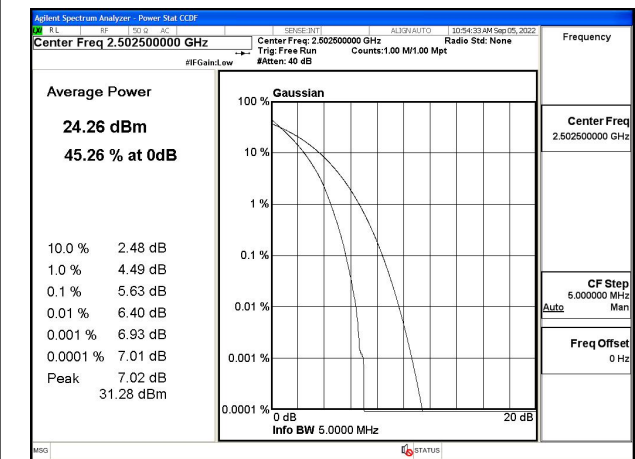 Agilent Spectrum Analyzer - Power Stat CCDF
RL RF 50 Ω AC SENSE:INT ALIGNAUTO 10:54:33 AM Sep 05, 2022
Center Freq 2.502500000 GHz
Center Freq: 2.502500000 GHz Radio Std: None
Trig: Free Run Counts:1.00 M/1.00 Mpt
#IFGain:Low #Atten: 40 dB
Frequency
Average Power
24.26 dBm
45.26 % at 0dB
10.0 % 2.48 dB
1.0 % 4.49 dB
0.1 % 5.63 dB
0.01 % 6.40 dB
0.001 % 6.93 dB
0.0001 % 7.01 dB
Peak 7.02 dB
31.28 dBm
Gaussian
100 %
10 %
1 %
0.1 %
0.01 %
0.001 %
0.0001 %
0 dB 20 dB
Info BW 5.0000 MHz
Center Freq
2.502500000 GHz
CF Step
5.000000 MHz
Auto Man
Freq Offset
0 Hz
MSG STATUS